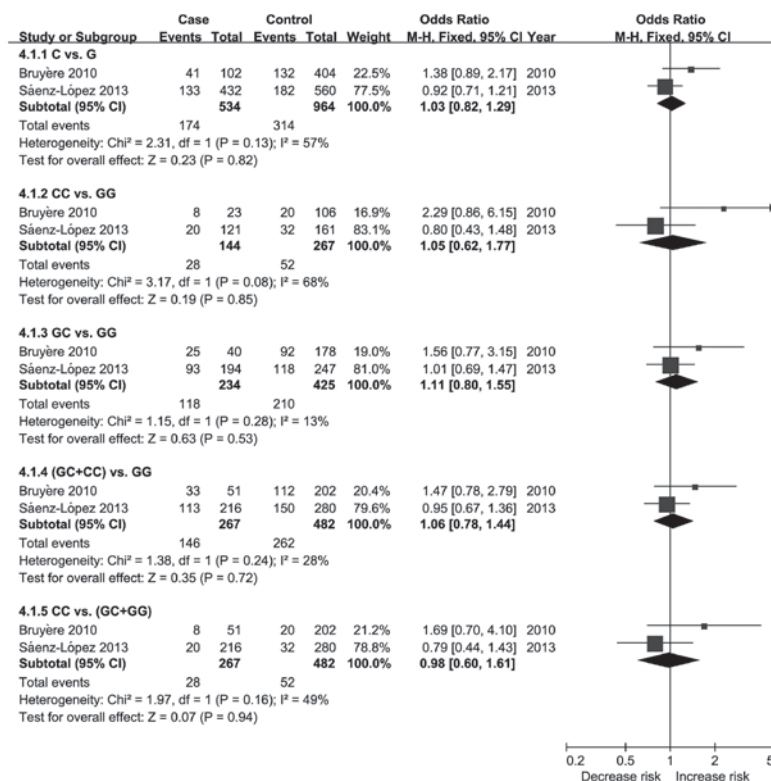 Case Control Odds Ratio Odds Ratio
Study or Subgroup Events Total Events Total Weight M-H, Fixed, 95% CI Year M-H, Fixed, 95% CI
4.1.1 C vs. G
Bruyère 2010 41 102 132 404 22.5% 1.38 [0.89, 2.17] 2010
Sáenz-López 2013 133 432 182 560 77.5% 0.92 [0.71, 1.21] 2013
Subtotal (95% CI) 534 964 100.0% 1.03 [0.82, 1.29]
Total events 174 314
Heterogeneity: Chi² = 2.31, df = 1 (P = 0.13); I² = 57%
Test for overall effect: Z = 0.23 (P = 0.82)
4.1.2 CC vs. GG
Bruyère 2010 8 23 20 106 16.9% 2.29 [0.86, 6.15] 2010
Sáenz-López 2013 20 121 32 161 83.1% 0.80 [0.43, 1.48] 2013
Subtotal (95% CI) 144 267 100.0% 1.05 [0.62, 1.77]
Total events 28 52
Heterogeneity: Chi² = 3.17, df = 1 (P = 0.08); I² = 68%
Test for overall effect: Z = 0.19 (P = 0.85)
4.1.3 GC vs. GG
Bruyère 2010 25 40 92 178 19.0% 1.56 [0.77, 3.15] 2010
Sáenz-López 2013 93 194 118 247 81.0% 1.01 [0.69, 1.47] 2013
Subtotal (95% CI) 234 425 100.0% 1.11 [0.80, 1.55]
Total events 118 210
Heterogeneity: Chi² = 1.15, df = 1 (P = 0.28); I² = 13%
Test for overall effect: Z = 0.63 (P = 0.53)
4.1.4 (GC+CC) vs. GG
Bruyère 2010 33 51 112 202 20.4% 1.47 [0.78, 2.79] 2010
Sáenz-López 2013 113 216 150 280 79.6% 0.95 [0.67, 1.36] 2013
Subtotal (95% CI) 267 482 100.0% 1.06 [0.78, 1.44]
Total events 146 262
Heterogeneity: Chi² = 1.38, df = 1 (P = 0.24); I² = 28%
Test for overall effect: Z = 0.35 (P = 0.72)
4.1.5 CC vs. (GC+GG)
Bruyère 2010 8 51 20 202 21.2% 1.69 [0.70, 4.10] 2010
Sáenz-López 2013 20 216 32 280 78.8% 0.79 [0.44, 1.43] 2013
Subtotal (95% CI) 267 482 100.0% 0.98 [0.60, 1.61]
Total events 28 52
Heterogeneity: Chi² = 1.97, df = 1 (P = 0.16); I² = 49%
Test for overall effect: Z = 0.07 (P = 0.94)
0.2 0.5 1 2 5
Decrease risk Increase risk